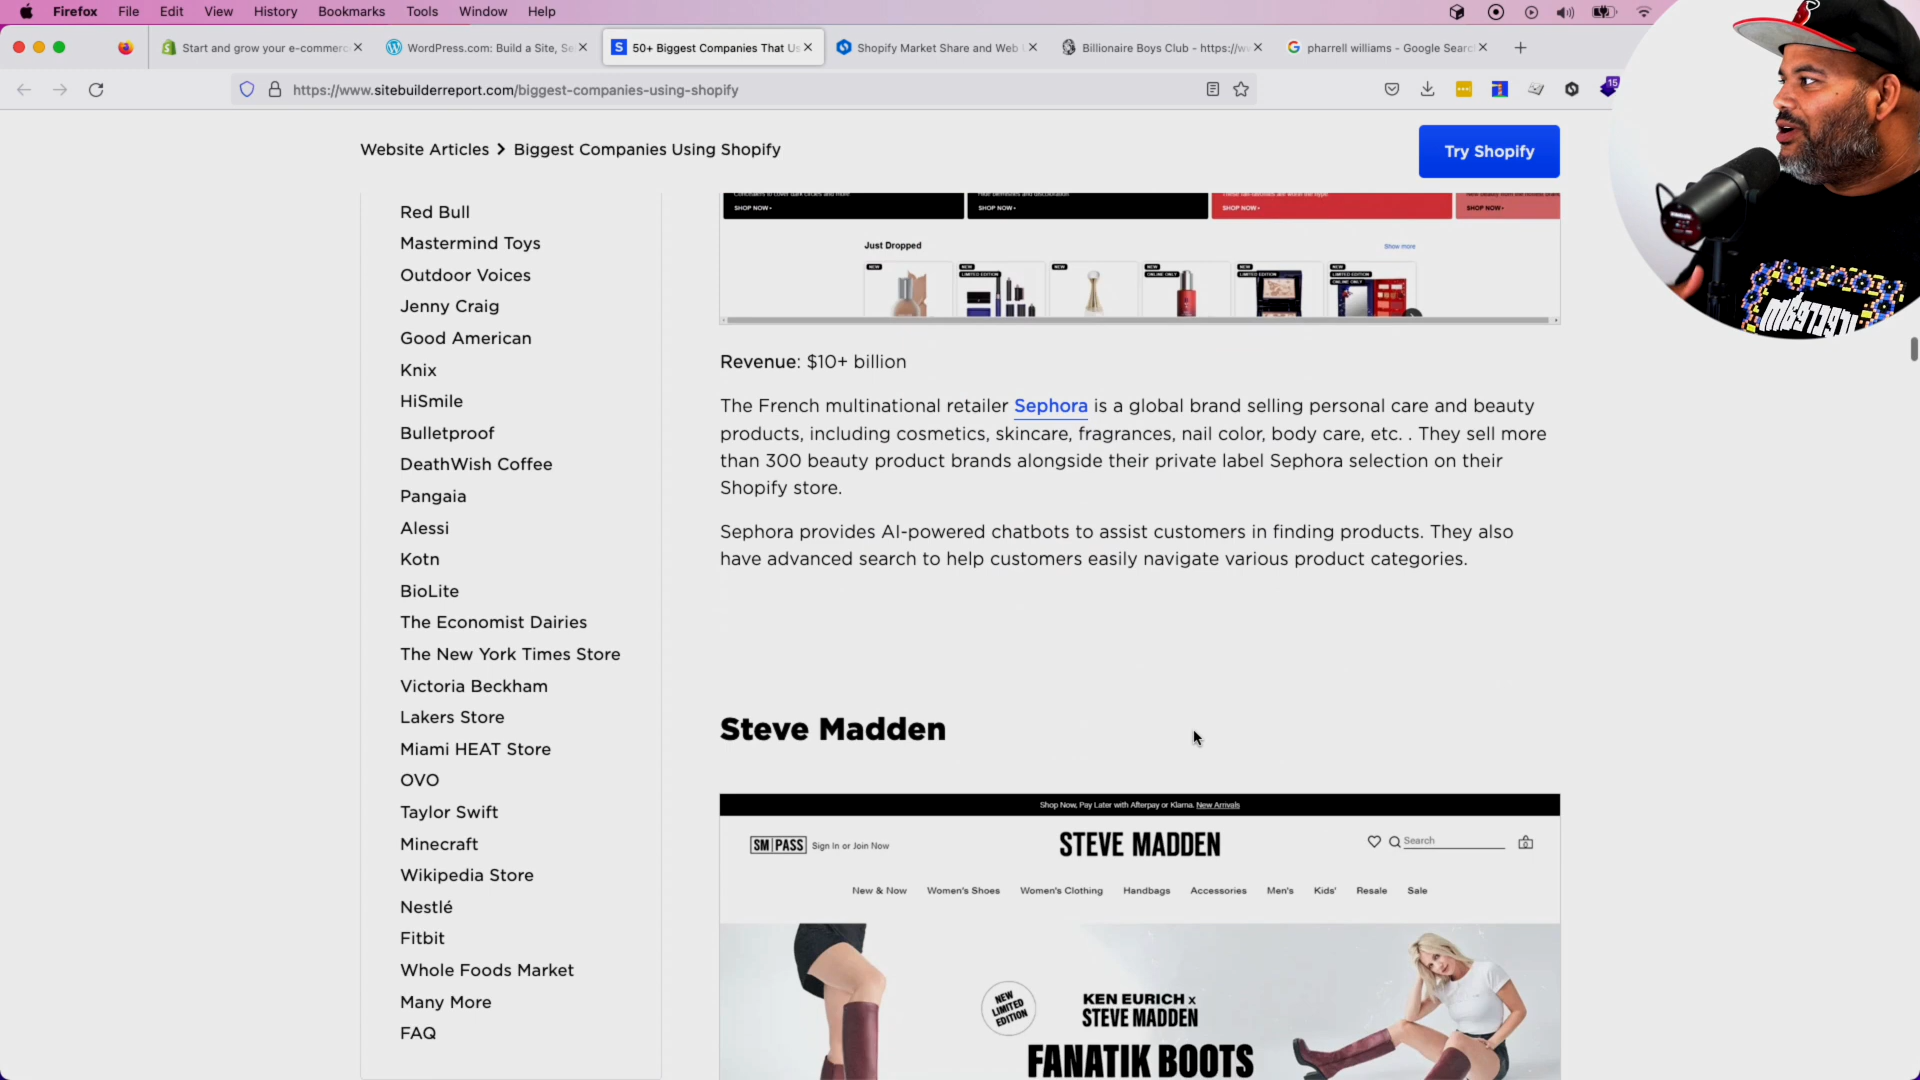 Firefox File Edit View History Bookmarks Tools Window Help
Start and grow your e-commerc
WordPress.com: Build a Site, Se
50+ Biggest Companies That Us
Shopify Market Share and Web
Billionaire Boys Club - https://w
pharrell williams - Google Searc
https://www.sitebuilderreport.com/biggest-companies-using-shopify
15
Website Articles > Biggest Companies Using Shopify
Try Shopify
Red Bull
Mastermind Toys
Outdoor Voices
Jenny Craig
Good American
Knix
HiSmile
Bulletproof
DeathWish Coffee
Pangaia
Alessi
Kotn
BioLite
The Economist Dairies
The New York Times Store
Victoria Beckham
Lakers Store
Miami HEAT Store
OVO
Taylor Swift
Minecraft
Wikipedia Store
Nestlé
Fitbit
Whole Foods Market
Many More
FAQ
SHOP NOW SHOP NOW SHOP NOW SHOP NOW
Just Dropped
Show more
NEW NEW NEW NEW NEW NEW
LIMITED EDITION ONLINE ONLY LIMITED EDITION LIMITED EDITION
ONLINE ONLY
Revenue: $10+ billion
The French multinational retailer Sephora is a global brand selling personal care and beauty
products, including cosmetics, skincare, fragrances, nail color, body care, etc. . They sell more
than 300 beauty product brands alongside their private label Sephora selection on their
Shopify store.
Sephora provides AI-powered chatbots to assist customers in finding products. They also
have advanced search to help customers easily navigate various product categories.
Steve Madden
Shop Now, Pay Later with Afterpay or Klarna. New Arrivals
SM PASS Sign In or Join Now
STEVE MADDEN
Search
0
New & Now Women's Shoes Women's Clothing Handbags Accessories Men's Kids' Resale Sale
NEW
LIMITED
EDITION
KEN EURICH x
STEVE MADDEN
FANATIK BOOTS